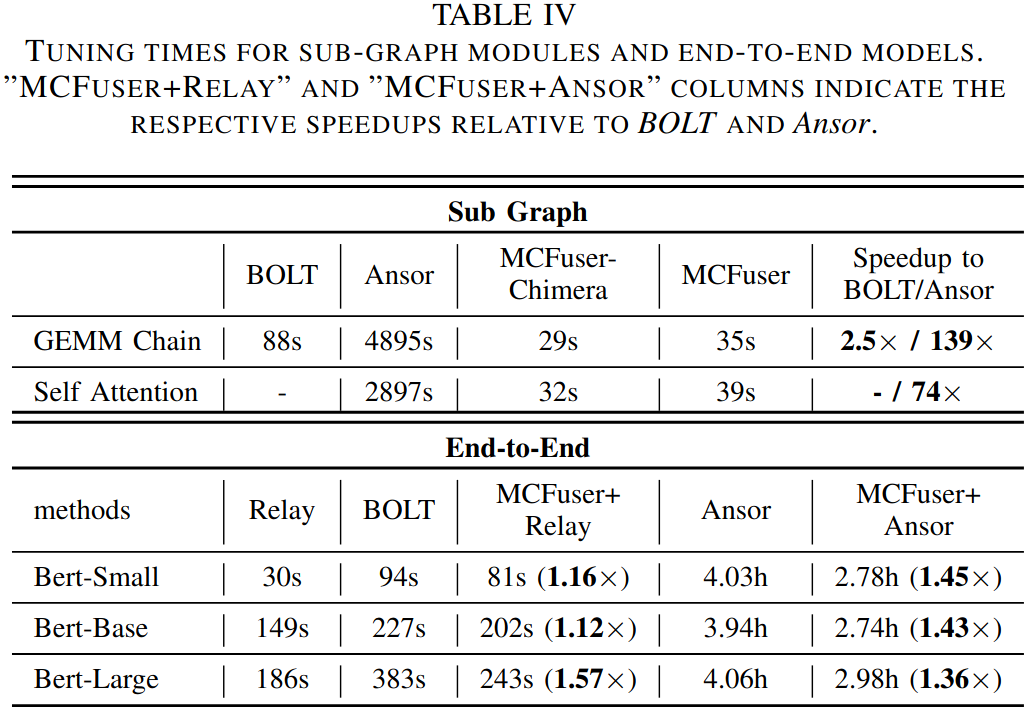 TABLE IV
TUNING TIMES FOR SUB-GRAPH MODULES AND END-TO-END MODELS.
"MCFUSER+RELAY" AND "MCFUSER+ANSOR" COLUMNS INDICATE THE
RESPECTIVE SPEEDUPS RELATIVE TO BOLT AND Ansor.
Sub Graph
BOLT Ansor MCFuser-Chimera MCFuser Speedup to BOLT/Ansor
GEMM Chain 88s 4895s 29s 35s 2.5× / 139×
Self Attention - 2897s 32s 39s - / 74×
End-to-End
methods Relay BOLT MCFuser+Relay Ansor MCFuser+Ansor
Bert-Small 30s 94s 81s (1.16×) 4.03h 2.78h (1.45×)
Bert-Base 149s 227s 202s (1.12×) 3.94h 2.74h (1.43×)
Bert-Large 186s 383s 243s (1.57×) 4.06h 2.98h (1.36×)